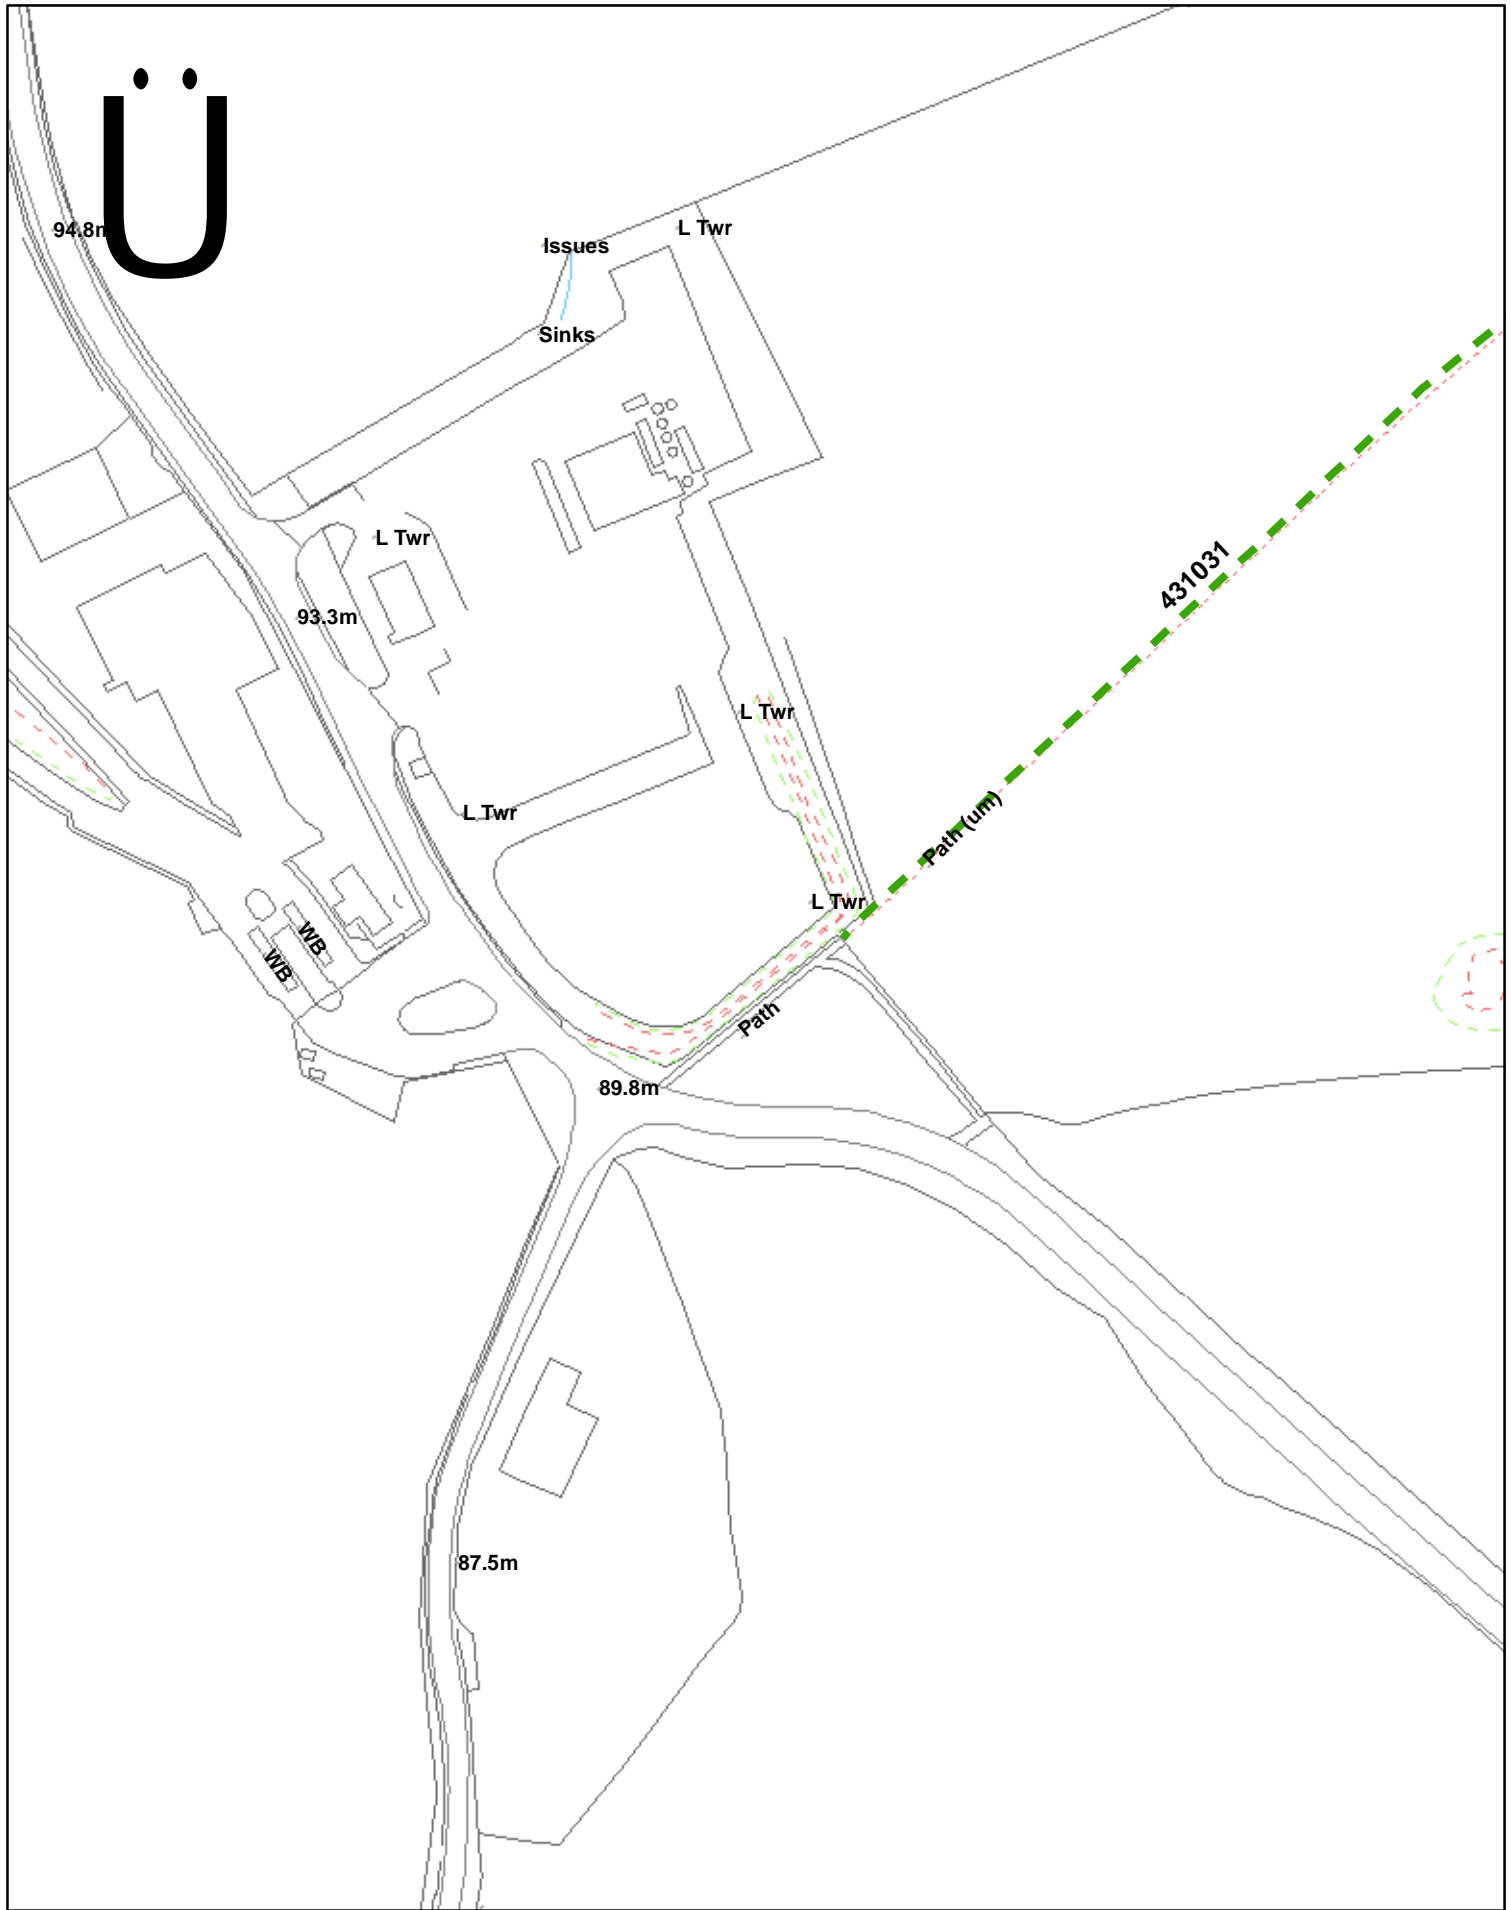 Ü
94.8m
Issues
L Twr
Sinks
L Twr
431031
93.3m
L Twr
Path (um)
L Twr
L Twr
WB
WB
Path
89.8m
87.5m